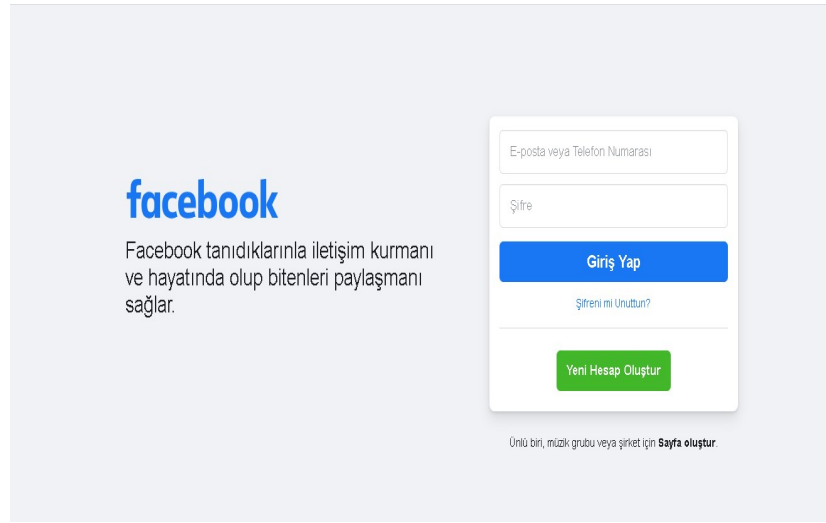 facebook
Facebook tanıdıklarınla iletişim kurmanı
ve hayatında olup bitenleri paylaşmanı
sağlar.
E-posta veya Telefon Numarası
Şifre
Giriş Yap
Şifreni mi Unuttun?
Yeni Hesap Oluştur
Ünlü biri, müzik grubu veya şirket için Sayfa oluştur.